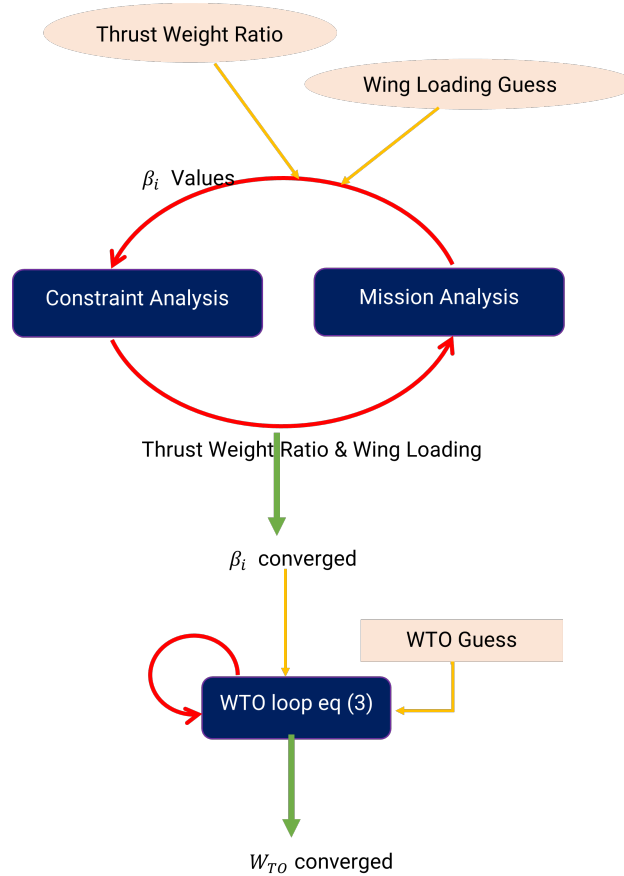 Thrust Weight Ratio
Wing Loading Guess
βᵢ Values
Constraint Analysis
Mission Analysis
Thrust Weight Ratio & Wing Loading
βᵢ converged
WTO Guess
WTO loop eq (3)
W_TO converged